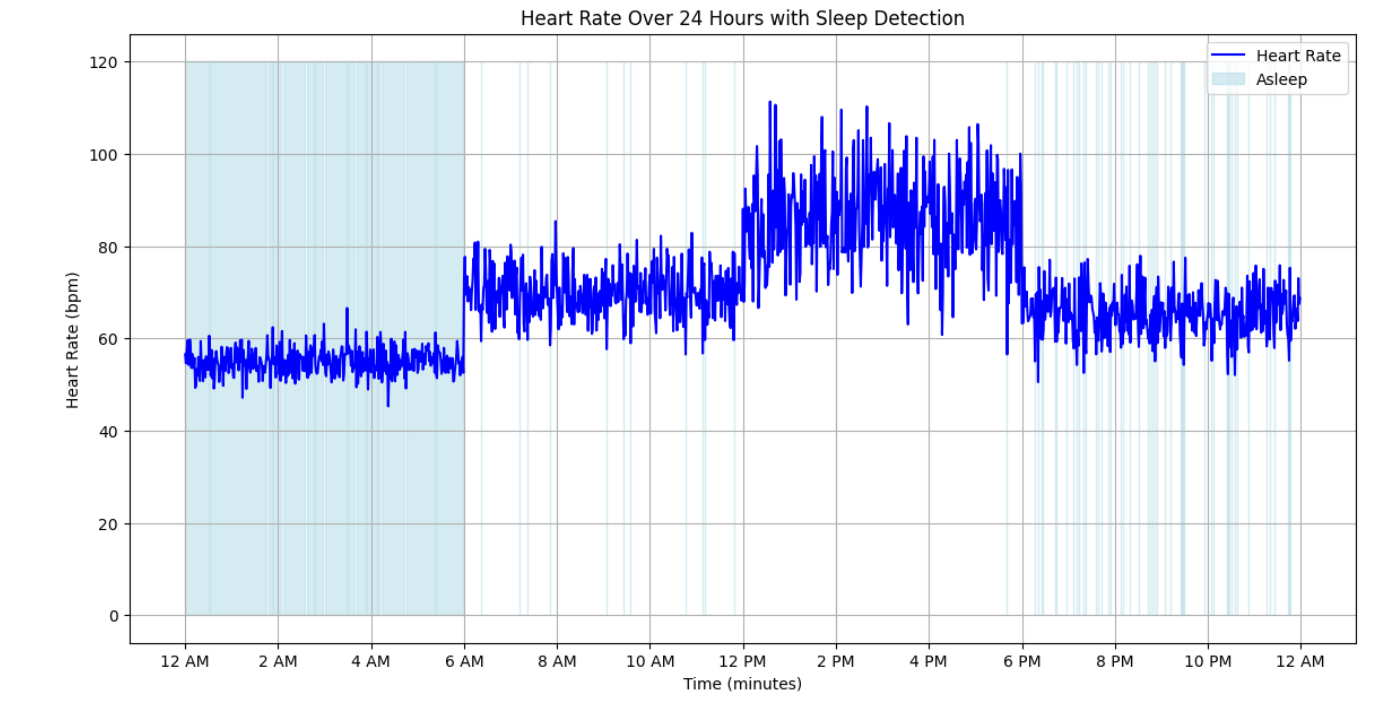 Heart Rate Over 24 Hours with Sleep Detection
Heart Rate
Asleep
Heart Rate (bpm)
120
100
80
60
40
20
0
12 AM 2 AM 4 AM 6 AM 8 AM 10 AM 12 PM 2 PM 4 PM 6 PM 8 PM 10 PM 12 AM
Time (minutes)